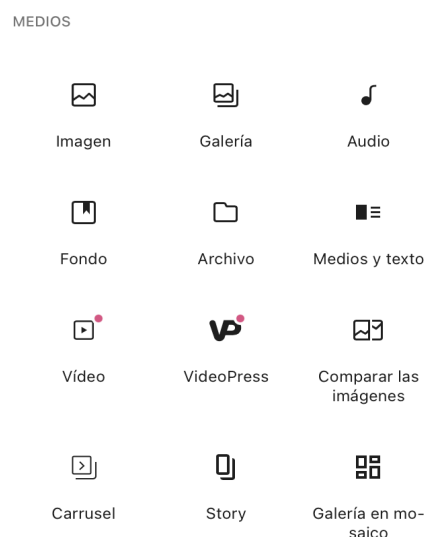 MEDIOS
Imagen
Galería
Audio
Fondo
Archivo
Medios y texto
VP
Vídeo
VideoPress
Comparar las
imágenes
Carrusel
Story
Galería en mo-
saico